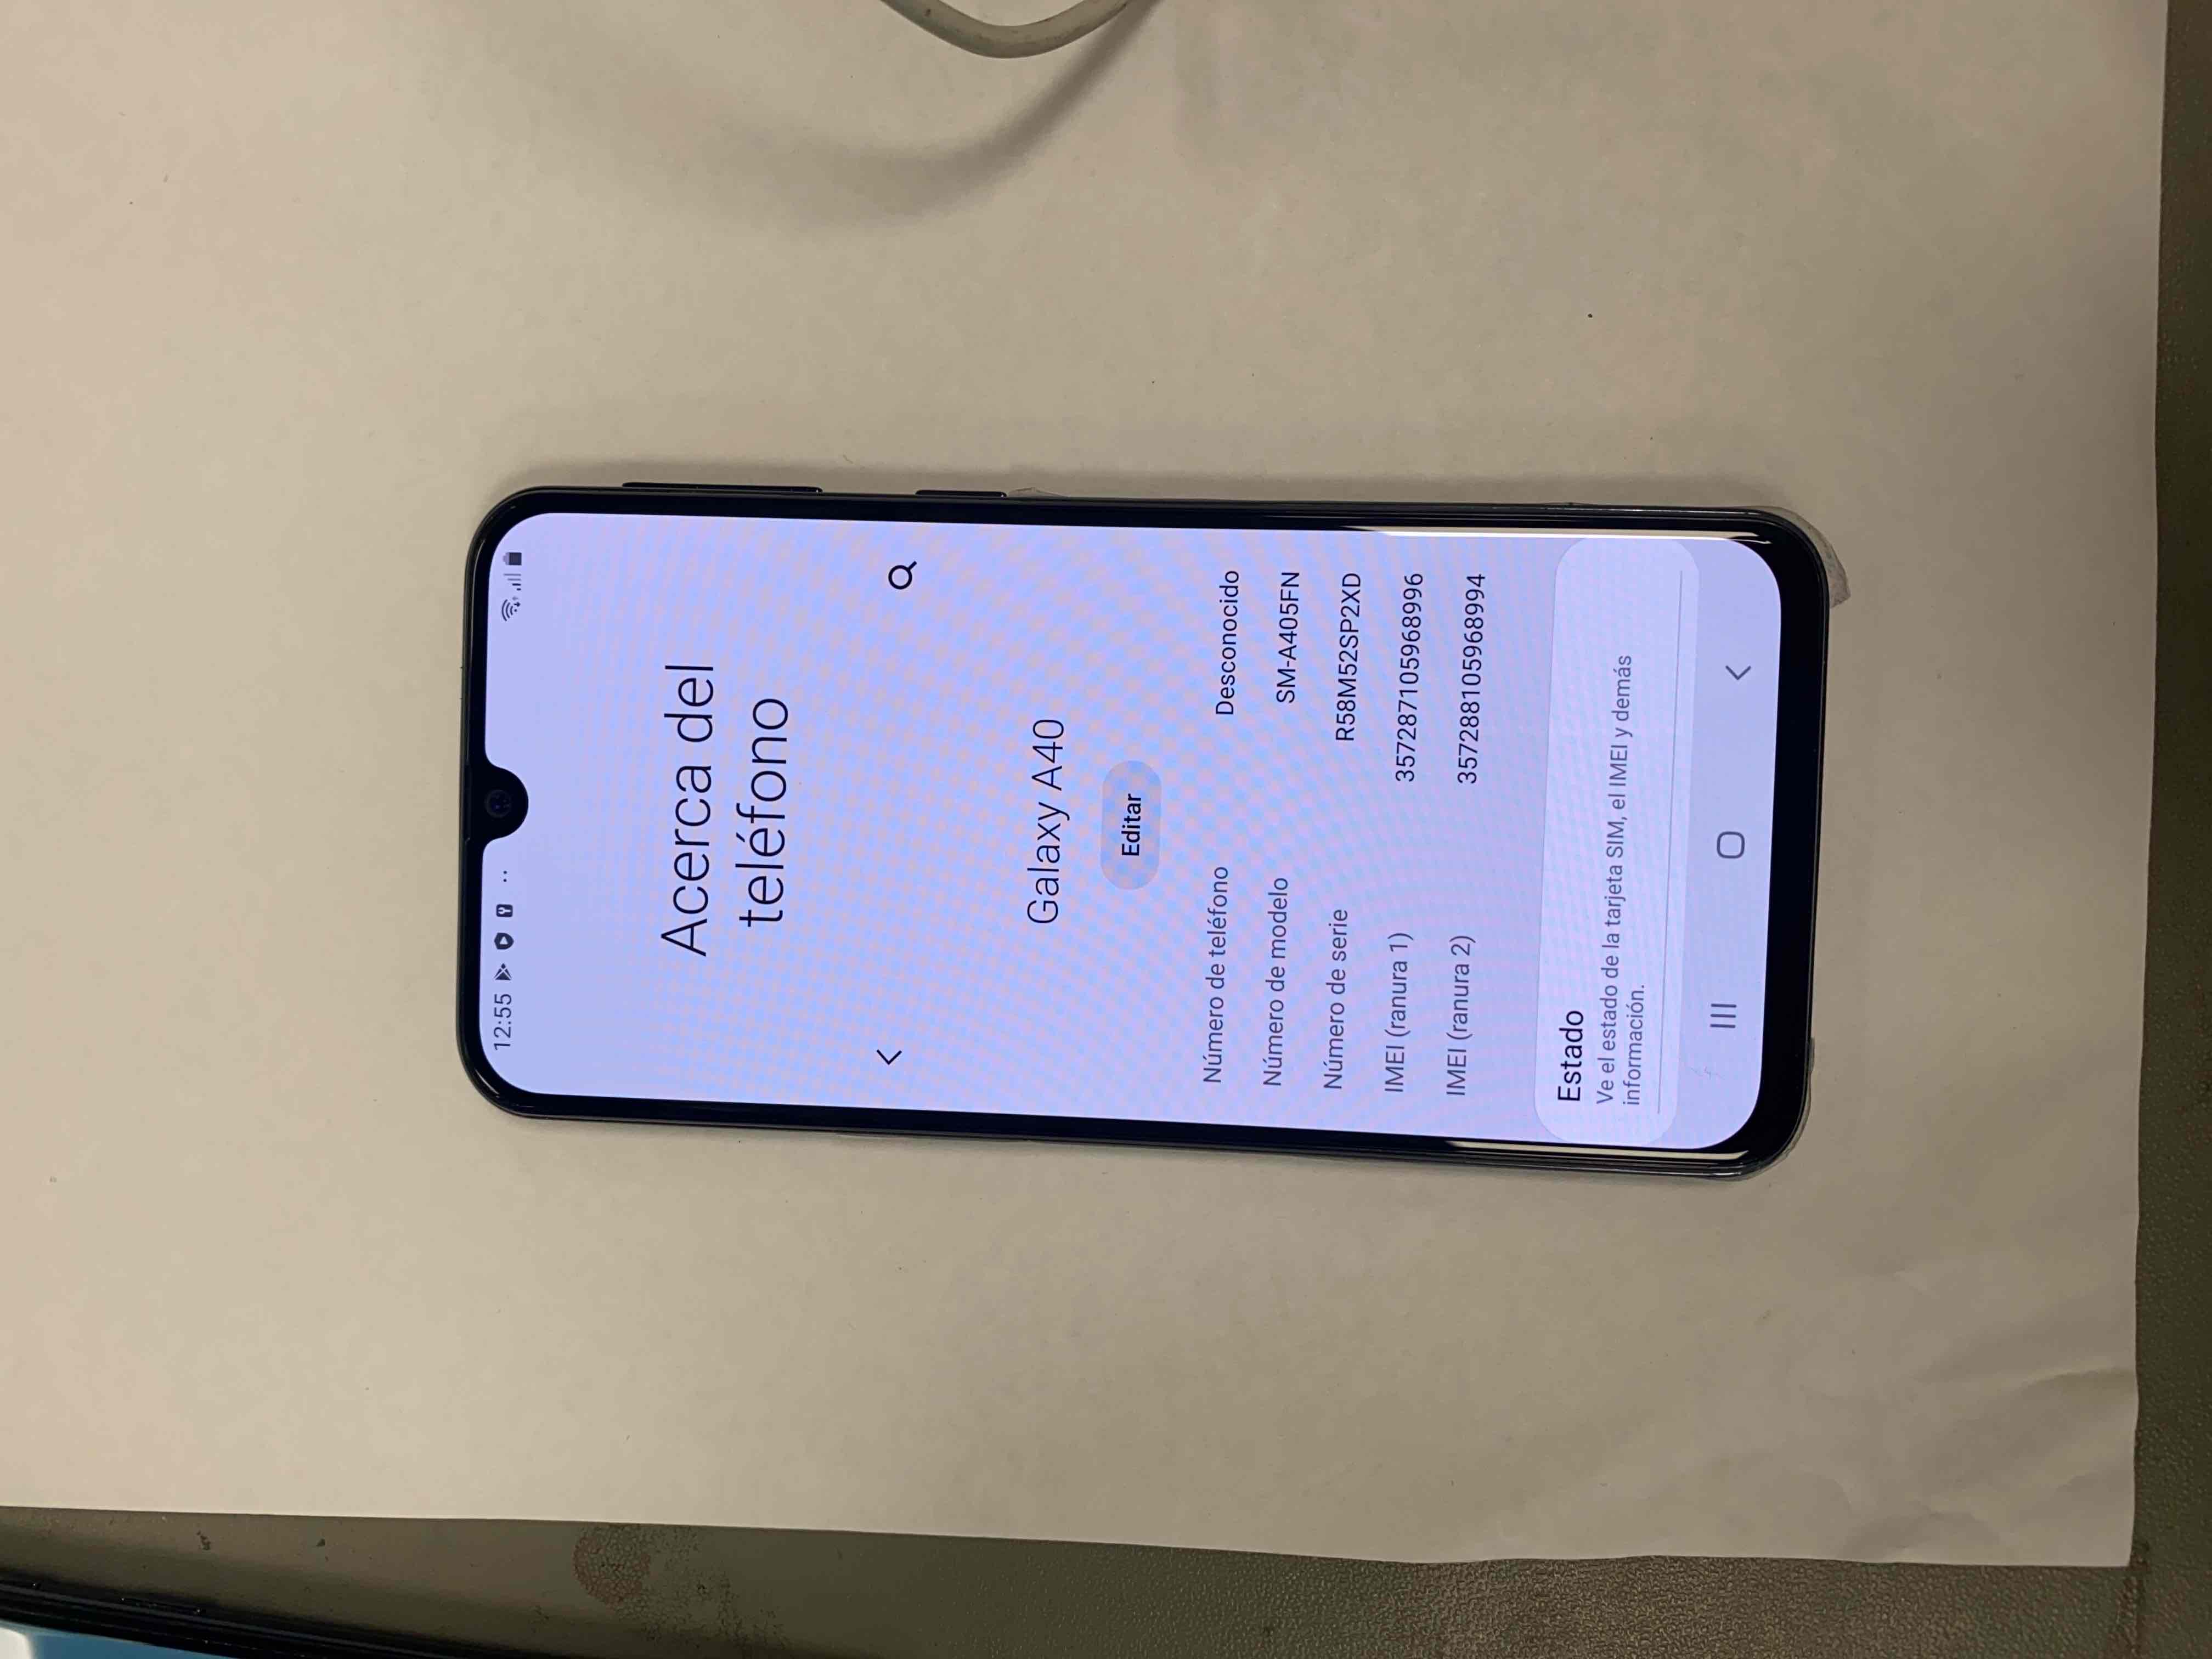 12:55
Acerca del
teléfono
Galaxy A40
Editar
Número de teléfono Desconocido
Número de modelo SM-A405FN
Número de serie R58M52SP2XD
IMEI (ranura 1) 357287105968996
IMEI (ranura 2) 357288105968994
Estado
Ve el estado de la tarjeta SIM, el IMEI y demás
información.